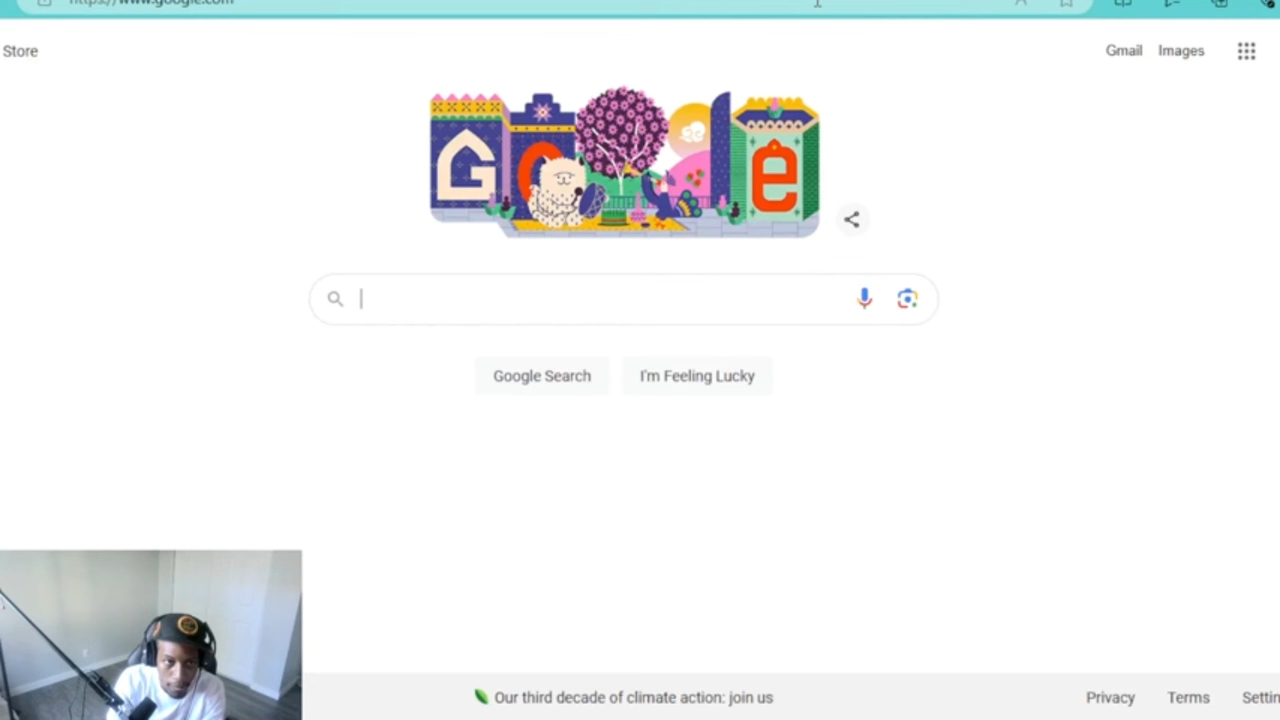 https://www.google.com
Store
Gmail Images
Google
Google Search I'm Feeling Lucky
Our third decade of climate action: join us
Privacy Terms Settin